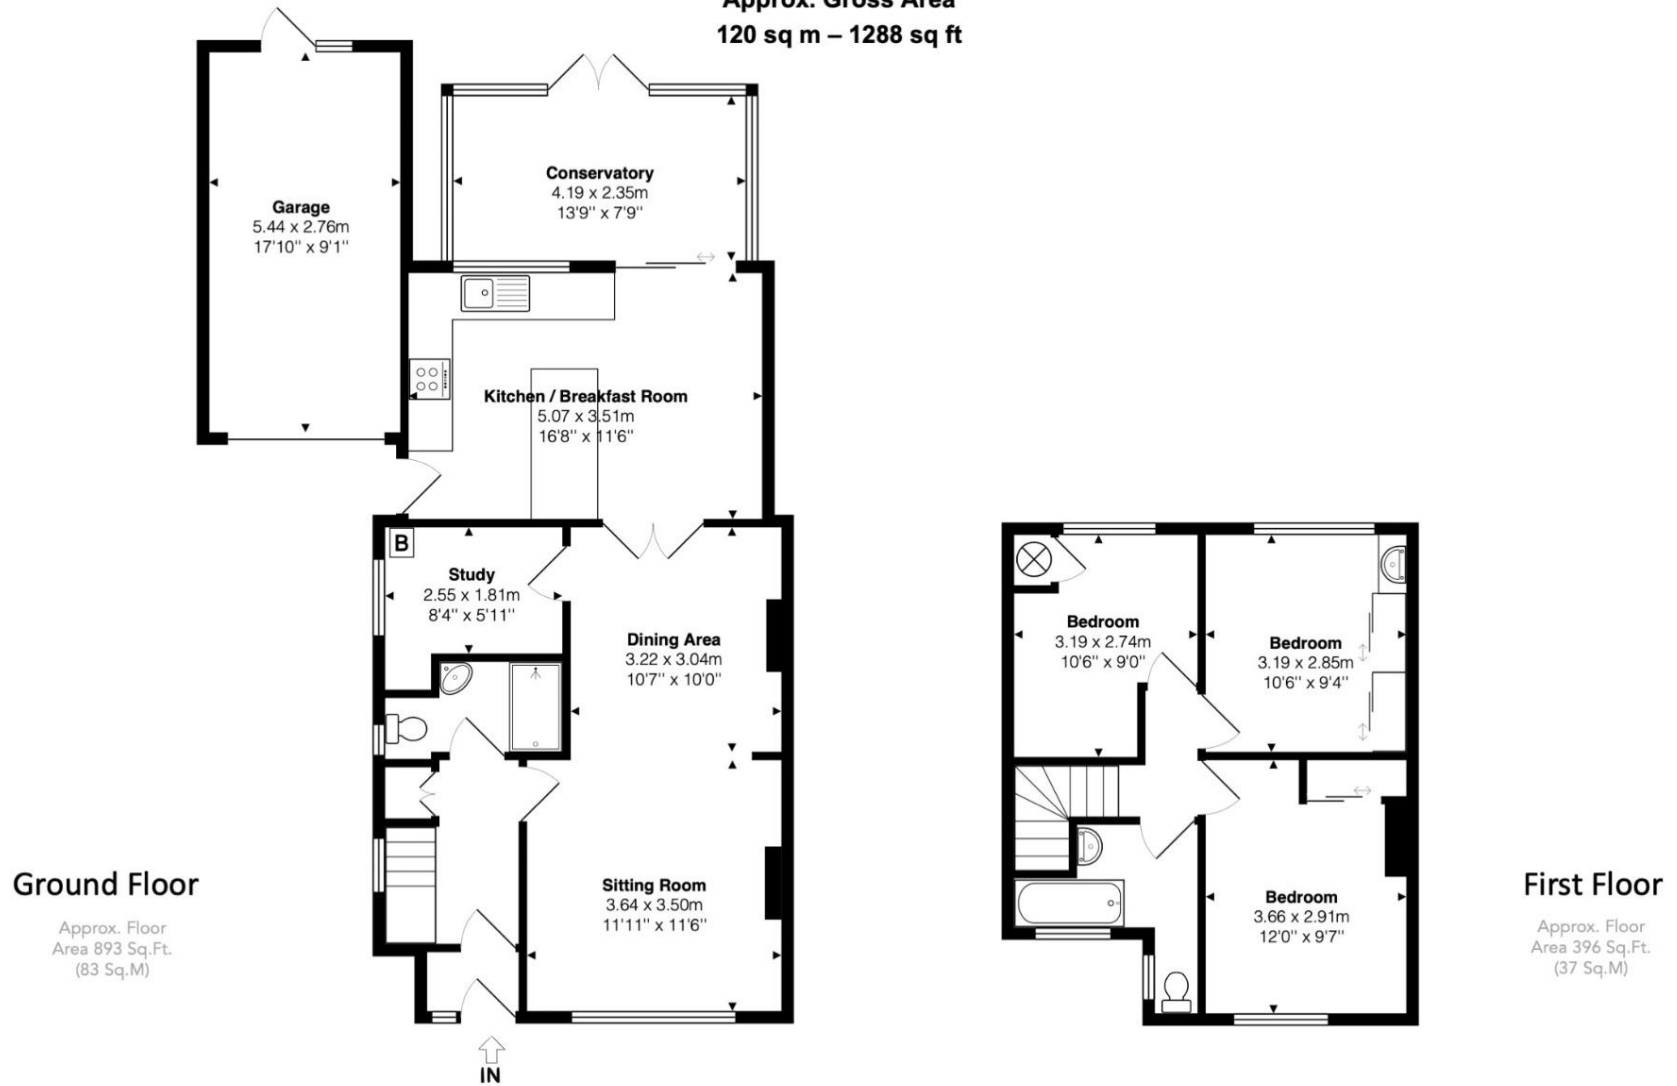 Approx. Gross Area
120 sq m – 1288 sq ft
Garage
5.44 x 2.76m
17'10" x 9'1"
Conservatory
4.19 x 2.35m
13'9" x 7'9"
Kitchen / Breakfast Room
5.07 x 3.51m
16'8" x 11'6"
B
Study
2.55 x 1.81m
8'4" x 5'11"
Dining Area
3.22 x 3.04m
10'7" x 10'0"
Sitting Room
3.64 x 3.50m
11'11" x 11'6"
IN
Ground Floor
Approx. Floor
Area 893 Sq.Ft.
(83 Sq.M)
Bedroom
3.19 x 2.74m
10'6" x 9'0"
Bedroom
3.19 x 2.85m
10'6" x 9'4"
Bedroom
3.66 x 2.91m
12'0" x 9'7"
First Floor
Approx. Floor
Area 396 Sq.Ft.
(37 Sq.M)